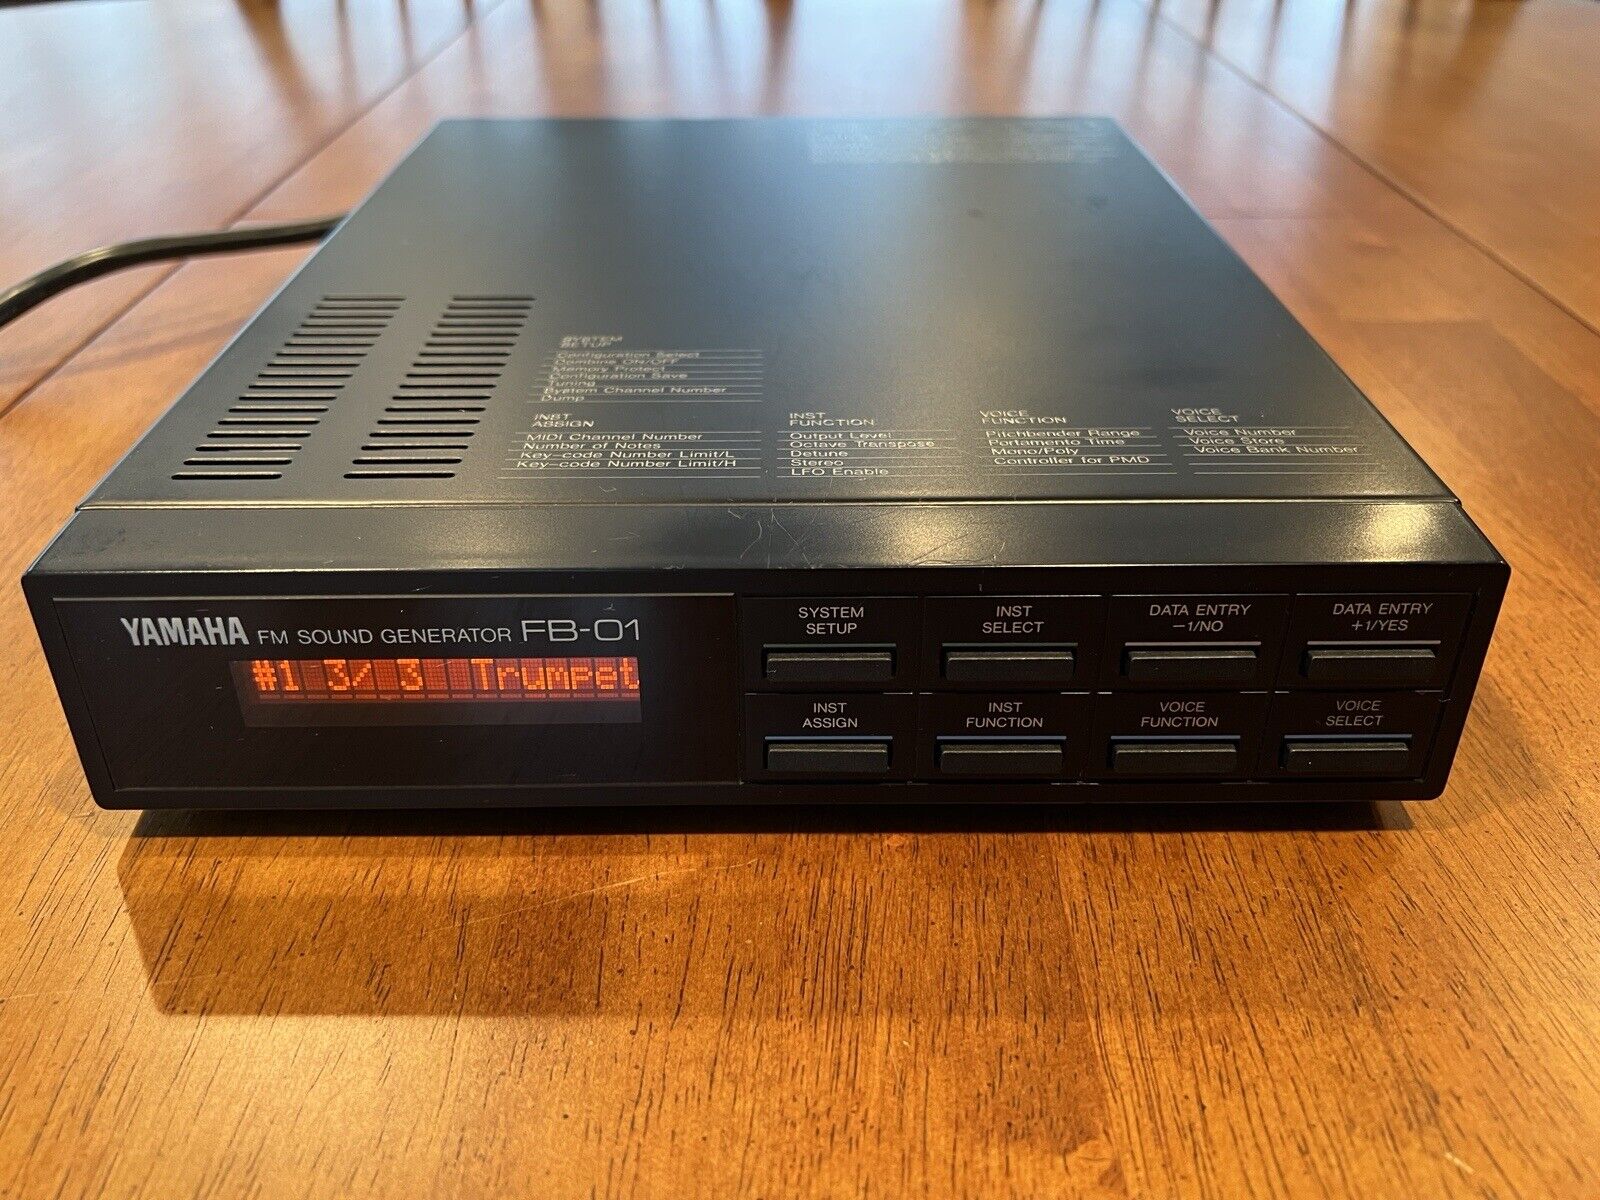 SYSTEM
SETUP
Configuration Select
Combine ON/OFF
Memory Protect
Configuration Save
Tuning
System Channel Number
Dump
INST
ASSIGN
MIDI Channel Number
Number of Notes
Key-code Number Limit/L
Key-code Number Limit/H
INST
FUNCTION
Output Level
Octave Transpose
Detune
Stereo
LFO Enable
VOICE
FUNCTION
Pitchbender Range
Portamento Time
Mono/Poly
Controller for PMD
VOICE
SELECT
Voice Number
Voice Store
Voice Bank Number
YAMAHA FM SOUND GENERATOR FB-01
#1 3/ 3 Trumpet
SYSTEM
SETUP
INST
SELECT
DATA ENTRY
−1/NO
DATA ENTRY
+1/YES
INST
ASSIGN
INST
FUNCTION
VOICE
FUNCTION
VOICE
SELECT